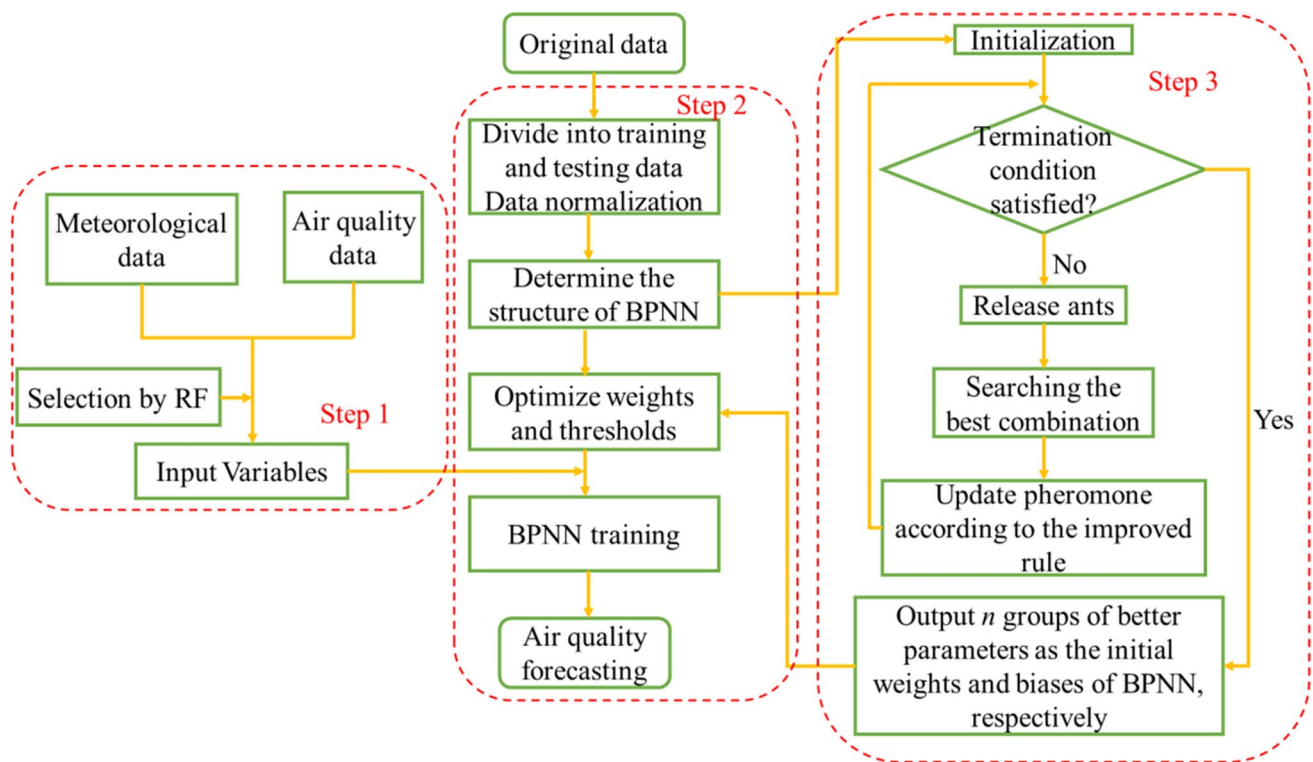 Original data
Step 2
Divide into training
and testing data
Data normalization
Determine the
structure of BPNN
Optimize weights
and thresholds
BPNN training
Air quality
forecasting
Meteorological
data
Air quality
data
Selection by RF
Step 1
Input Variables
Initialization
Step 3
Termination
condition
satisfied?
No
Release ants
Searching the
best combination
Yes
Update pheromone
according to the improved
rule
Output n groups of better
parameters as the initial
weights and biases of BPNN,
respectively